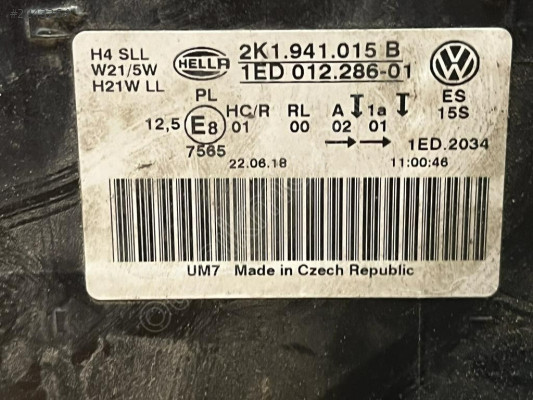 H4 SLL
W21/5W
H21W LL
HELLA
2K1.941.015 B
1ED 012.286-01
PL
HC/R RL A 1a
ES
15S
12,5 E8 01 00 02 01
7565
1ED.2034
22.06.18 11:00:46
UM7 Made in Czech Republic